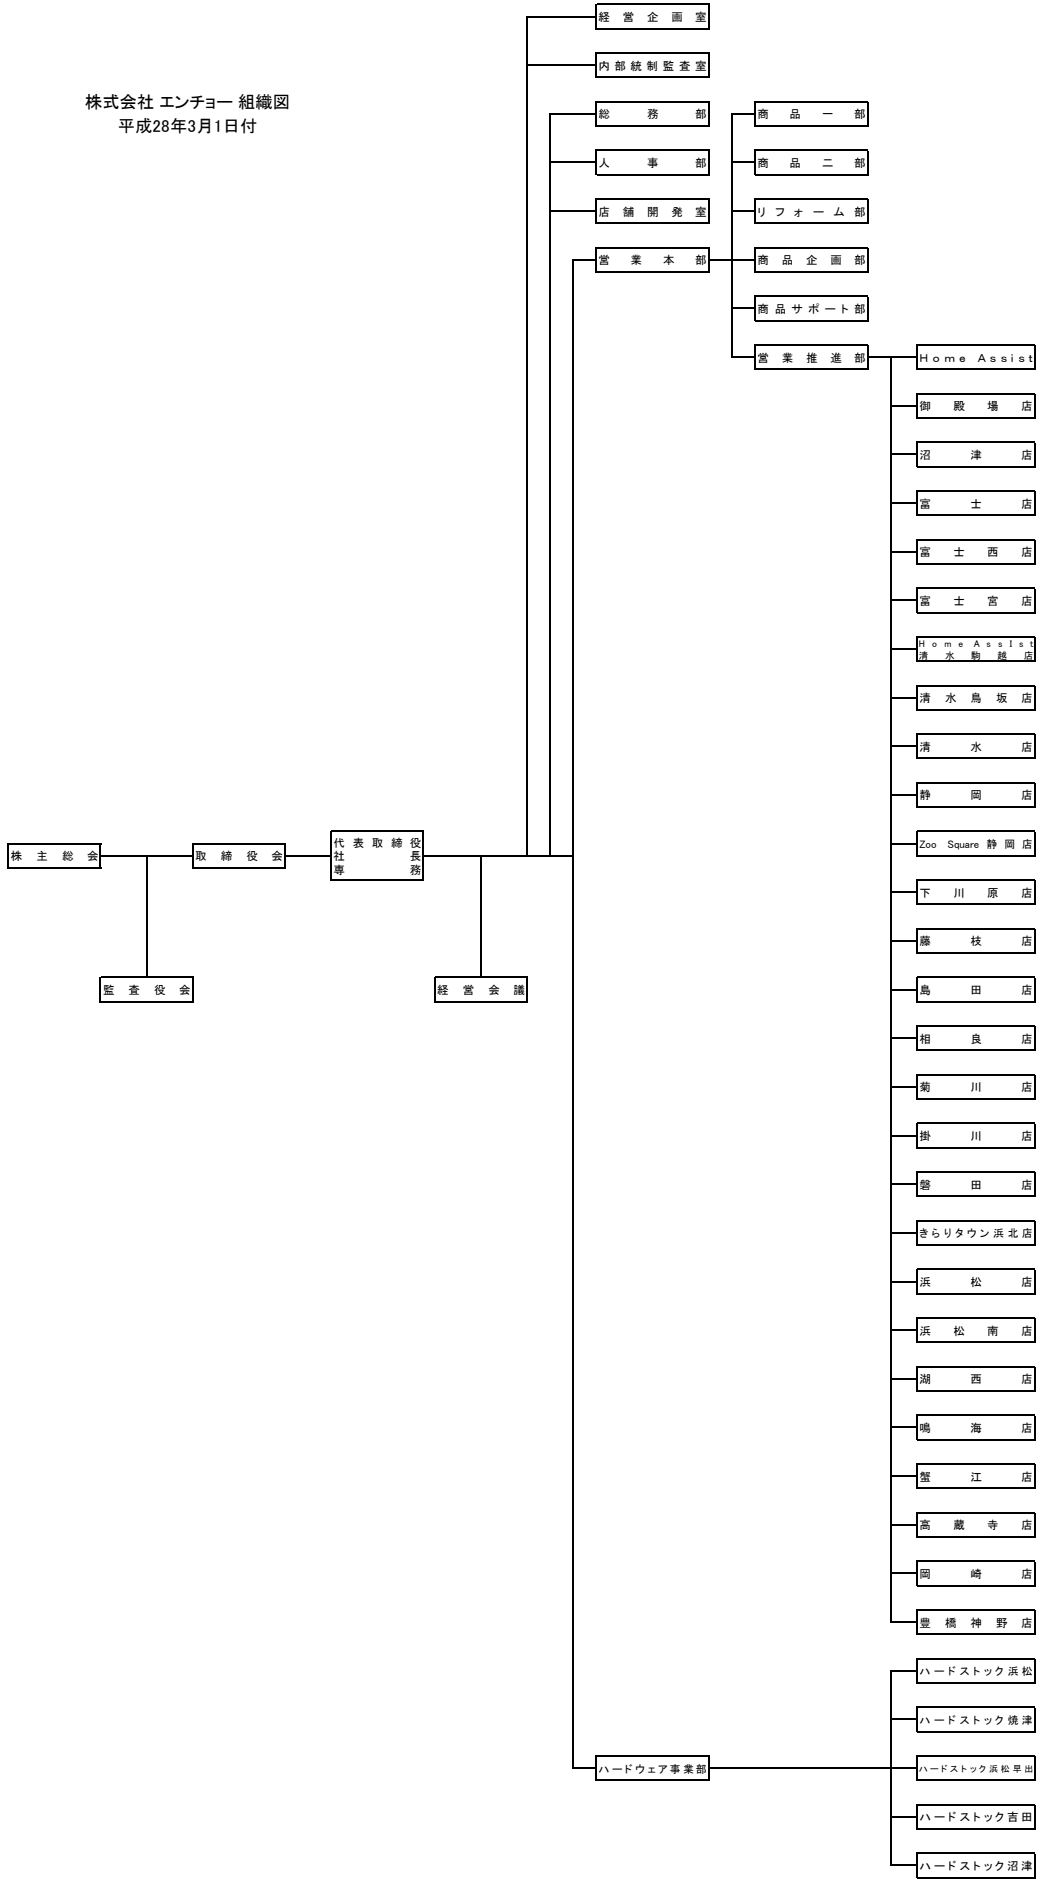 株式会社 エンチョー 組織図
平成28年3月1日付
経営企画室
内部統制監査室
総務部
人事部
店舗開発室
営業本部
商品一部
商品二部
リフォーム部
商品企画部
商品サポート部
営業推進部
Home Assist
御殿場店
沼津店
富士店
富士西店
富士宮店
Home AssIst
清水駒越店
清水鳥坂店
清水店
静岡店
Zoo Square 静岡店
下川原店
藤枝店
島田店
相良店
菊川店
掛川店
磐田店
きらりタウン浜北店
浜松店
浜松南店
湖西店
鳴海店
蟹江店
高蔵寺店
岡崎店
豊橋神野店
株主総会
取締役会
代表取締役
社長
専務
監査役会
経営会議
ハードウェア事業部
ハードストック浜松
ハードストック焼津
ハードストック浜松早出
ハードストック吉田
ハードストック沼津